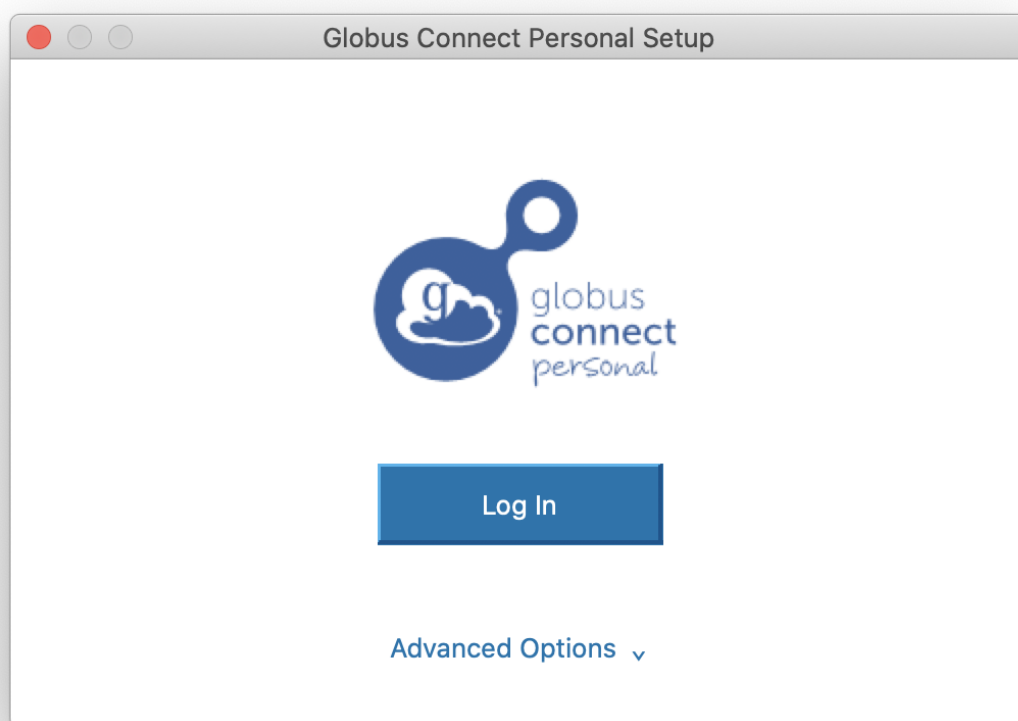 Globus Connect Personal Setup
g
globus
connect
personal
Log In
Advanced Options